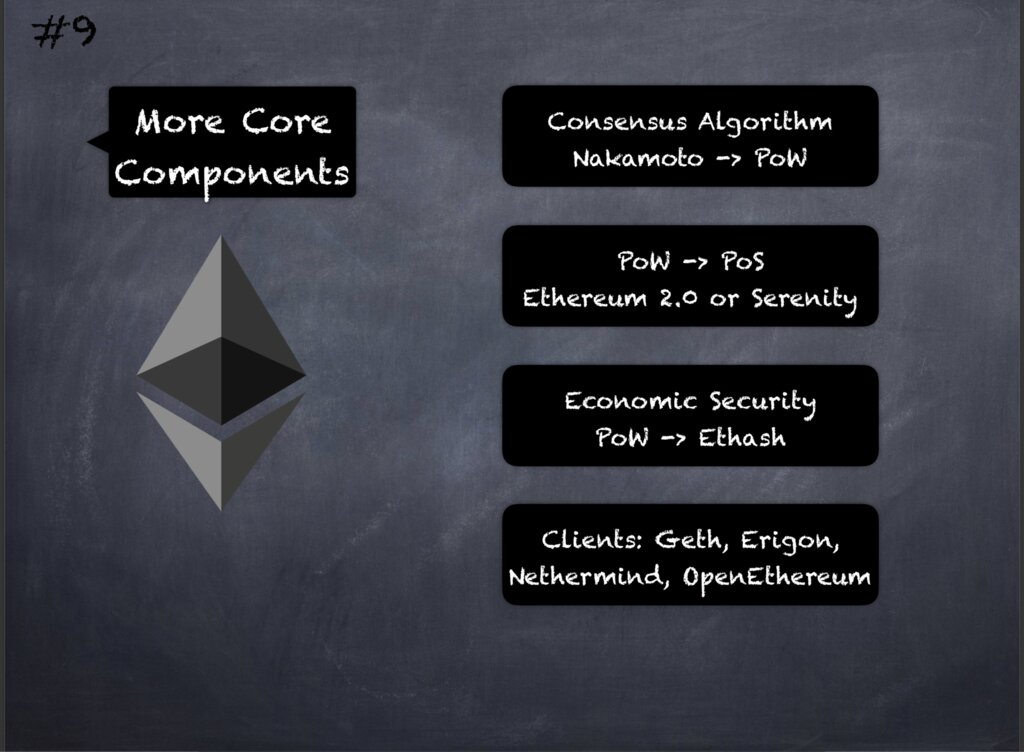 #9
More Core
Components
Consensus Algorithm
Nakamoto -> PoW
PoW -> PoS
Ethereum 2.0 or Serenity
Economic Security
PoW -> Ethash
Clients: Geth, Erigon,
Nethermind, OpenEthereum